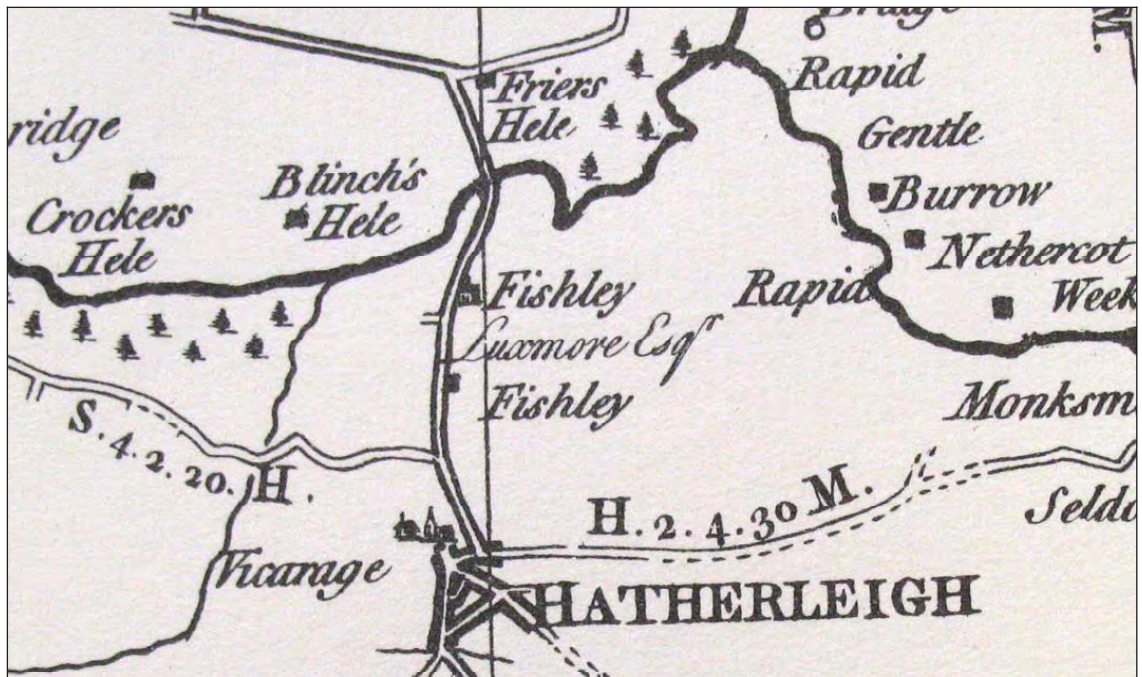 Bridge
M.
Rapid
Friers
Hele
ridge
Gentle
Blinch's
Hele
Burrow
Crockers
Hele
Nethercot
Week
Rapid
Fishley
Luxmore Esqr
Fishley
Monksm
S.4.2.20.H.
H.2.4.30 M.
Seldo
Vicarage
HATHERLEIGH